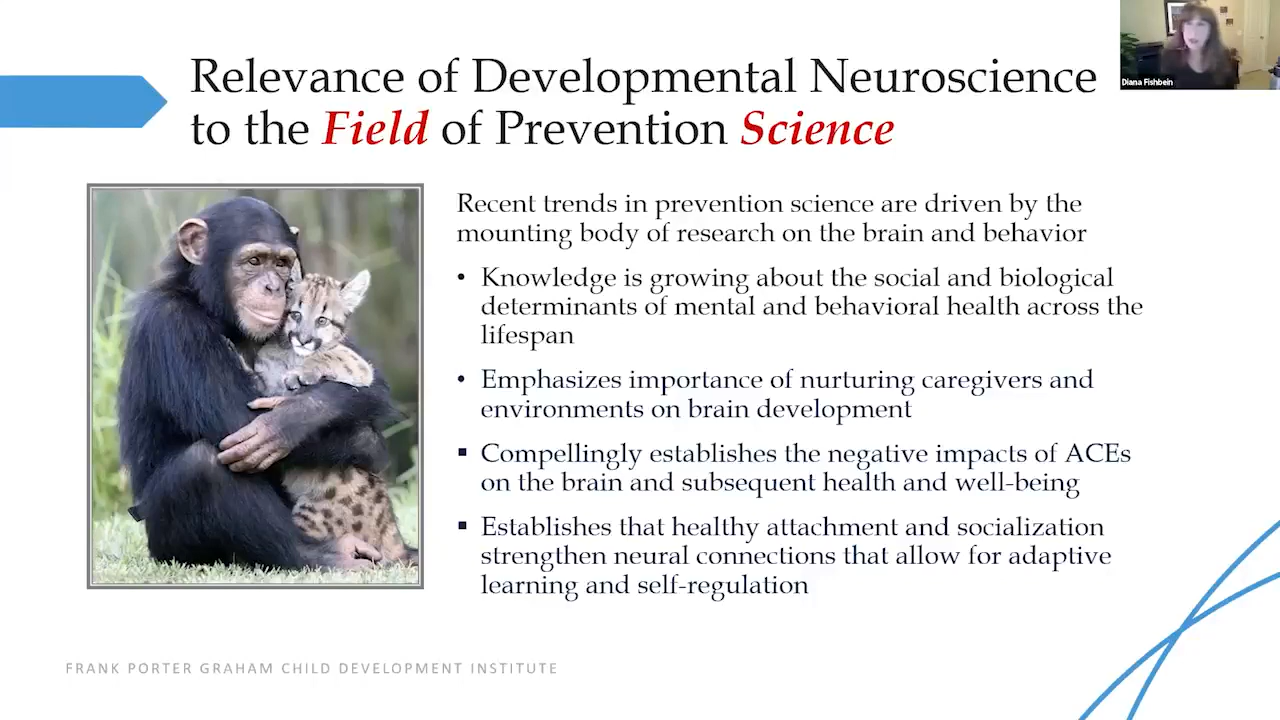 Relevance of Developmental Neuroscience
to the Field of Prevention Science
Diana Fishbein
Recent trends in prevention science are driven by the
mounting body of research on the brain and behavior
• Knowledge is growing about the social and biological
determinants of mental and behavioral health across the
lifespan
• Emphasizes importance of nurturing caregivers and
environments on brain development
▪ Compellingly establishes the negative impacts of ACEs
on the brain and subsequent health and well-being
▪ Establishes that healthy attachment and socialization
strengthen neural connections that allow for adaptive
learning and self-regulation
FRANK PORTER GRAHAM CHILD DEVELOPMENT INSTITUTE